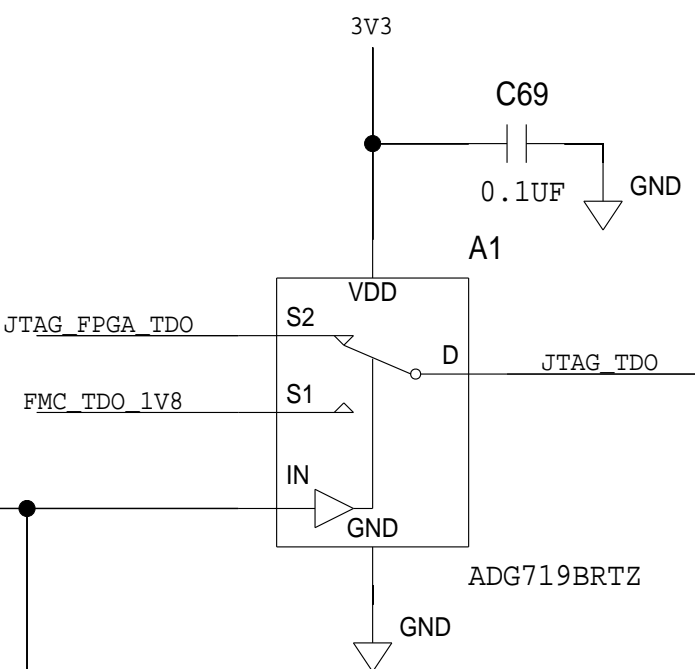 3V3
C69
0.1UF
GND
A1
VDD
JTAG_FPGA_TDO
S2
D
JTAG_TDO
FMC_TDO_1V8
S1
IN
GND
ADG719BRTZ
GND